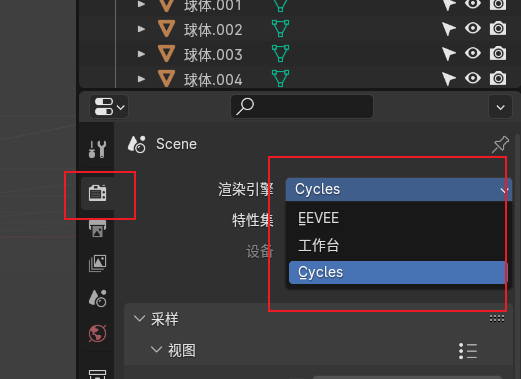 球体.001
球体.002
球体.003
球体.004
Scene
渲染引擎 Cycles
EEVEE
特性集
工作台
设备
Cycles
采样
视图